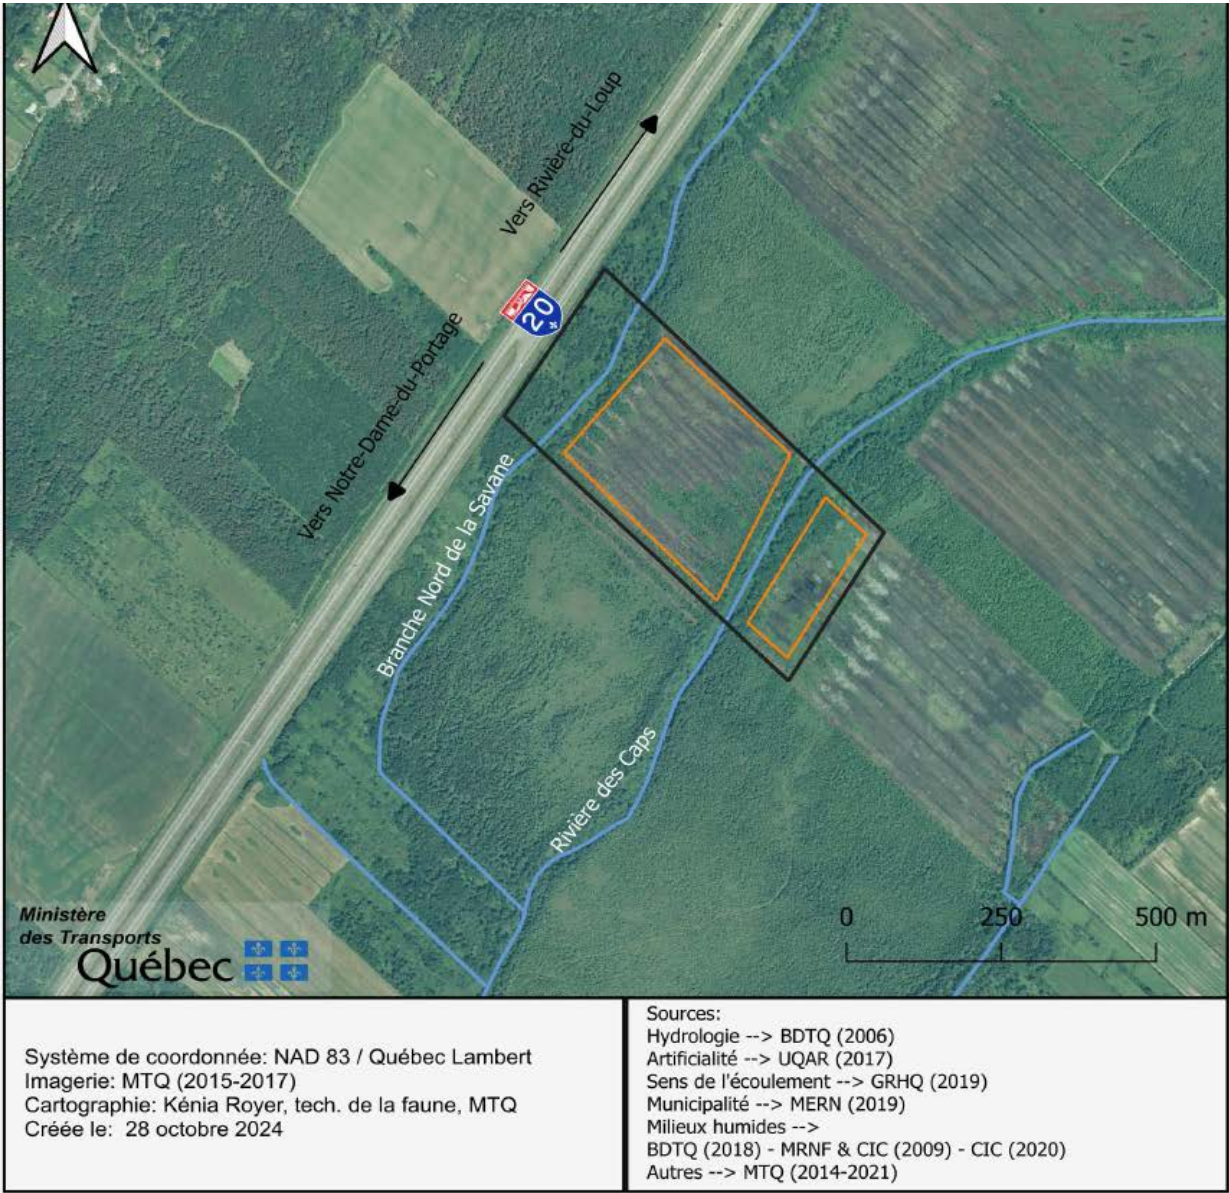 Vers Rivière-du-Loup
20
Vers Notre-Dame-du-Portage
Branche Nord de la Savane
Rivière des Caps
0 250 500 m
Ministère
des Transports
Québec
Système de coordonnée: NAD 83 / Québec Lambert
Imagerie: MTQ (2015-2017)
Cartographie: Kénia Royer, tech. de la faune, MTQ
Créée le: 28 octobre 2024
Sources:
Hydrologie --> BDTQ (2006)
Artificialité --> UQAR (2017)
Sens de l'écoulement --> GRHQ (2019)
Municipalité --> MERN (2019)
Milieux humides -->
BDTQ (2018) - MRNF & CIC (2009) - CIC (2020)
Autres --> MTQ (2014-2021)